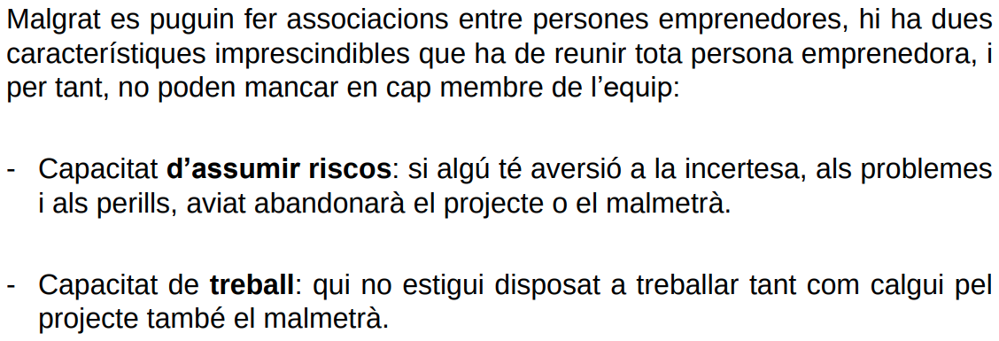 Malgrat es puguin fer associacions entre persones emprenedores, hi ha dues
característiques imprescindibles que ha de reunir tota persona emprenedora, i
per tant, no poden mancar en cap membre de l’equip:
- Capacitat d’assumir riscos: si algú té aversió a la incertesa, als problemes
i als perills, aviat abandonarà el projecte o el malmetrà.
- Capacitat de treball: qui no estigui disposat a treballar tant com calgui pel
projecte també el malmetrà.